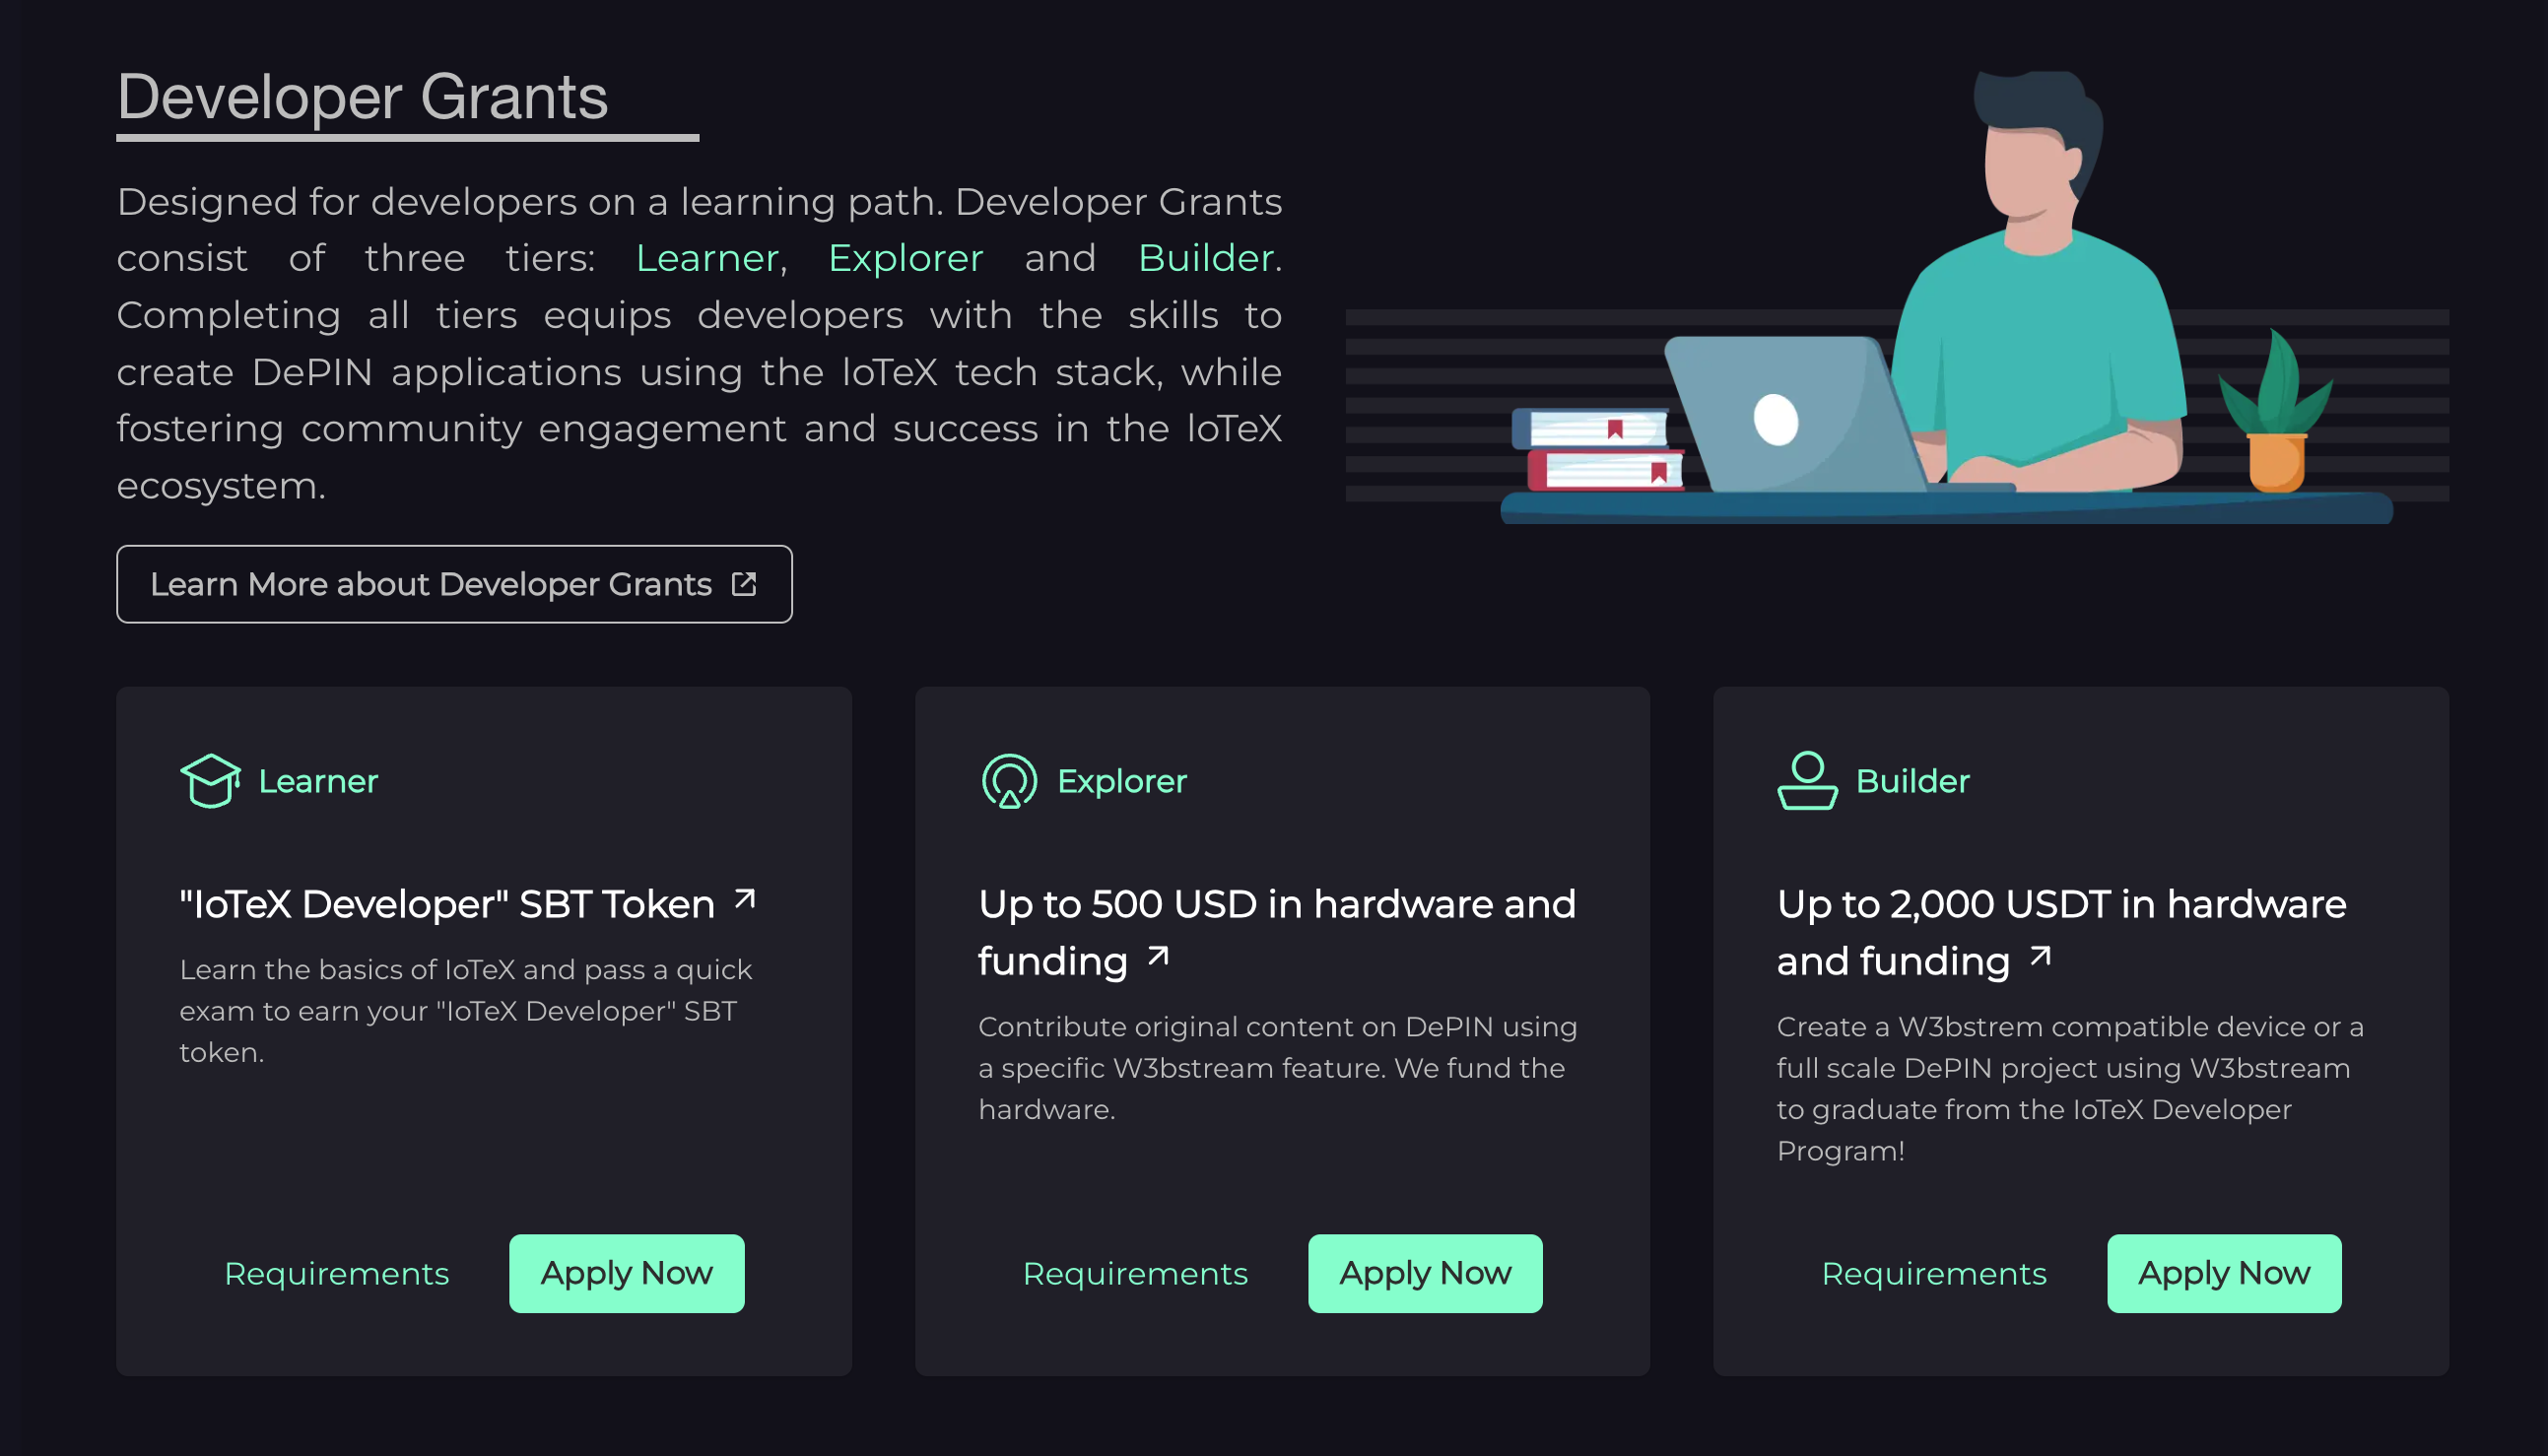 Developer Grants
Designed for developers on a learning path. Developer Grants
consist of three tiers: Learner, Explorer and Builder.
Completing all tiers equips developers with the skills to
create DePIN applications using the IoTeX tech stack, while
fostering community engagement and success in the IoTeX
ecosystem.
Learn More about Developer Grants
Learner
"IoTeX Developer" SBT Token
Learn the basics of IoTeX and pass a quick
exam to earn your "IoTeX Developer" SBT
token.
Requirements
Apply Now
Explorer
Up to 500 USD in hardware and
funding
Contribute original content on DePIN using
a specific W3bstream feature. We fund the
hardware.
Requirements
Apply Now
Builder
Up to 2,000 USDT in hardware
and funding
Create a W3bstrem compatible device or a
full scale DePIN project using W3bstream
to graduate from the IoTeX Developer
Program!
Requirements
Apply Now